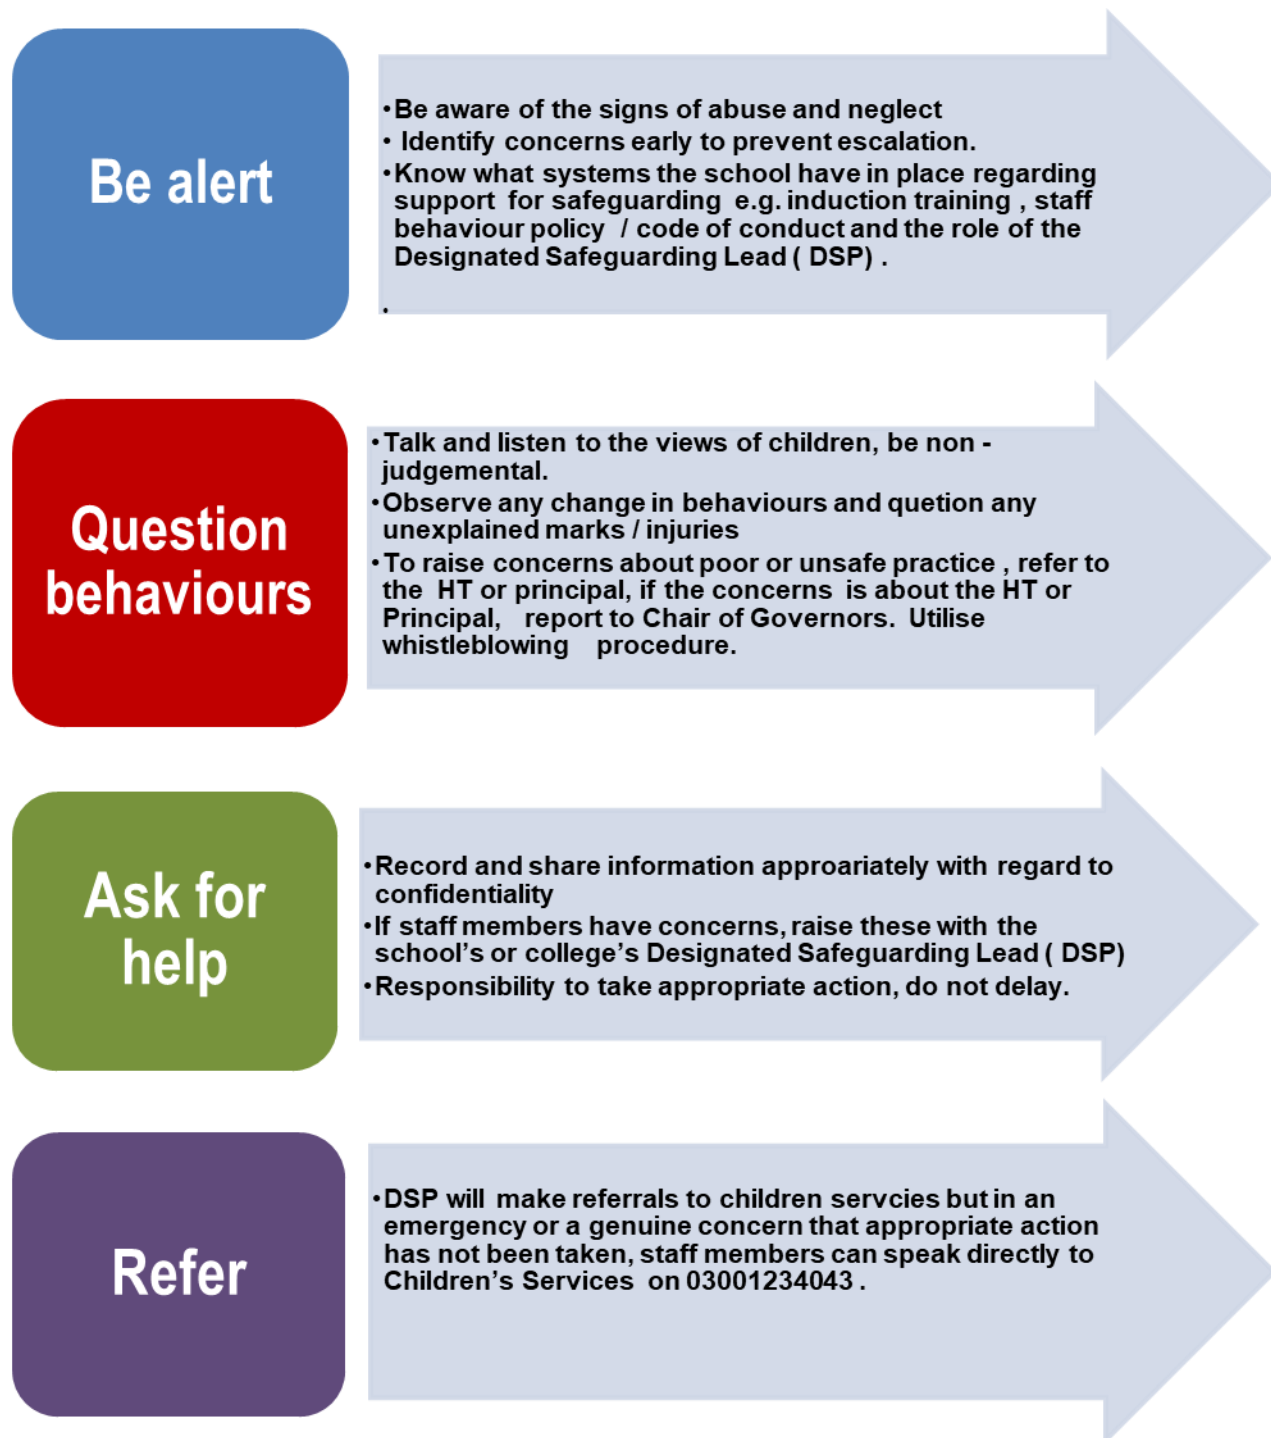 Be alert
•Be aware of the signs of abuse and neglect
• Identify concerns early to prevent escalation.
•Know what systems the school have in place regarding
support for safeguarding e.g. induction training , staff
behaviour policy / code of conduct and the role of the
Designated Safeguarding Lead ( DSP) .
•
Question
behaviours
•Talk and listen to the views of children, be non -
judgemental.
•Observe any change in behaviours and quetion any
unexplained marks / injuries
•To raise concerns about poor or unsafe practice , refer to
the HT or principal, if the concerns is about the HT or
Principal, report to Chair of Governors. Utilise
whistleblowing procedure.
Ask for
help
•Record and share information approariately with regard to
confidentiality
•If staff members have concerns, raise these with the
school’s or college’s Designated Safeguarding Lead ( DSP)
•Responsibility to take appropriate action, do not delay.
Refer
•DSP will make referrals to children servcies but in an
emergency or a genuine concern that appropriate action
has not been taken, staff members can speak directly to
Children’s Services on 03001234043 .